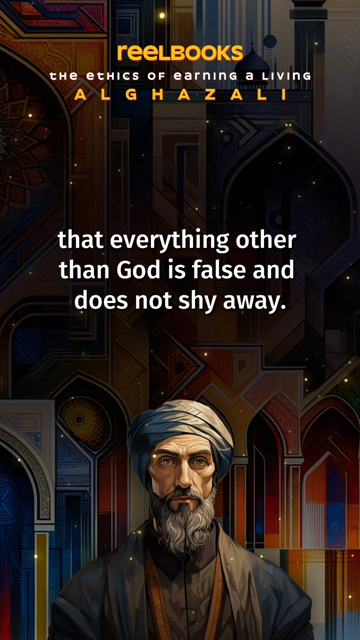 reelbooks
the ethics of earning a living
ALGHAZALI
that everything other
than God is false and
does not shy away.